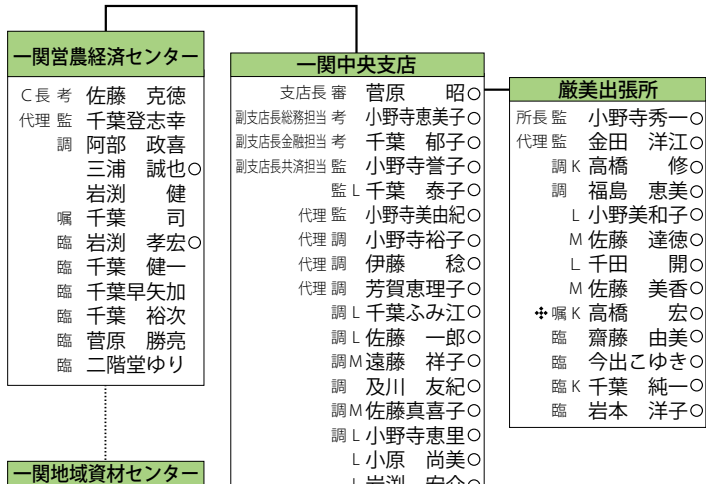 一関営農経済センター
C長 考 佐藤 克徳
代理 監 千葉登志幸
調 阿部 政喜
三浦 誠也○
岩渕 健
嘱 千葉 司
臨 岩渕 孝宏○
臨 千葉 健一
臨 千葉早矢加
臨 千葉 裕次
臨 菅原 勝亮
臨 二階堂ゆり
一関地域資材センター
一関中央支店
支店長 審 菅原 昭○
副支店長総務担当 考 小野寺恵美子○
副支店長金融担当 考 千葉 郁子○
副支店長共済担当 監 小野寺誉子○
監 L 千葉 泰子○
代理 監 小野寺美由紀○
代理 調 小野寺裕子○
代理 調 伊藤 稔○
代理 調 芳賀恵理子○
調 L 千葉ふみ江○
調 L 佐藤 一郎○
調 M 遠藤 祥子○
調 及川 友紀○
調 M 佐藤真喜子○
調 L 小野寺恵里○
L 小原 尚美○
厳美出張所
所長 監 小野寺秀一○
代理 監 金田 洋江○
調 K 高橋 修○
調 福島 恵美○
L 小野美和子○
M 佐藤 達徳○
L 千田 開○
M 佐藤 美香○
✤ 嘱 K 高橋 宏○
臨 齋藤 由美○
臨 今出こゆき○
臨 K 千葉 純一○
臨 岩本 洋子○